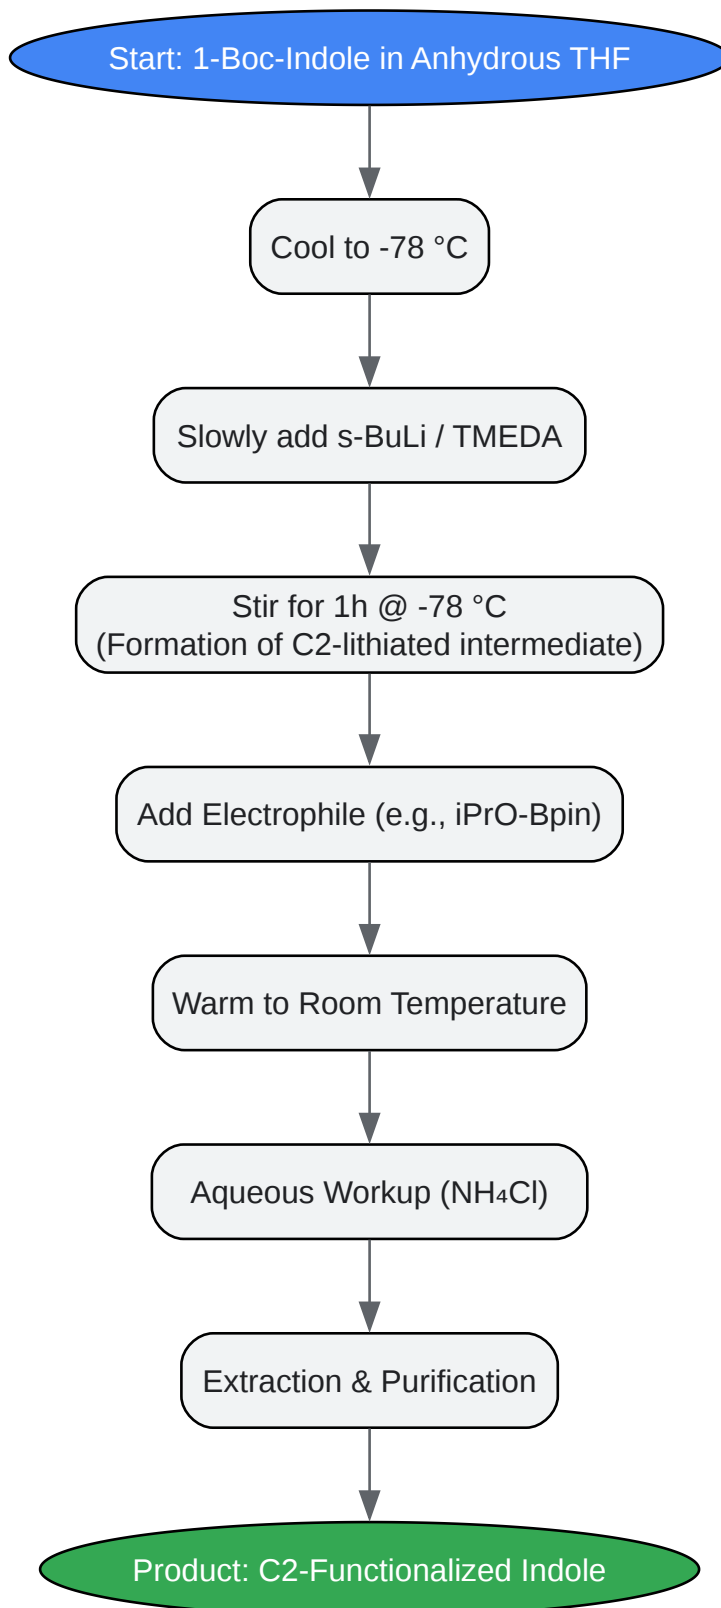 Start: 1-Boc-Indole in Anhydrous THF
Cool to -78 °C
Slowly add s-BuLi / TMEDA
Stir for 1h @ -78 °C
(Formation of C2-lithiated intermediate)
Add Electrophile (e.g., iPrO-Bpin)
Warm to Room Temperature
Aqueous Workup (NH₄Cl)
Extraction & Purification
Product: C2-Functionalized Indole